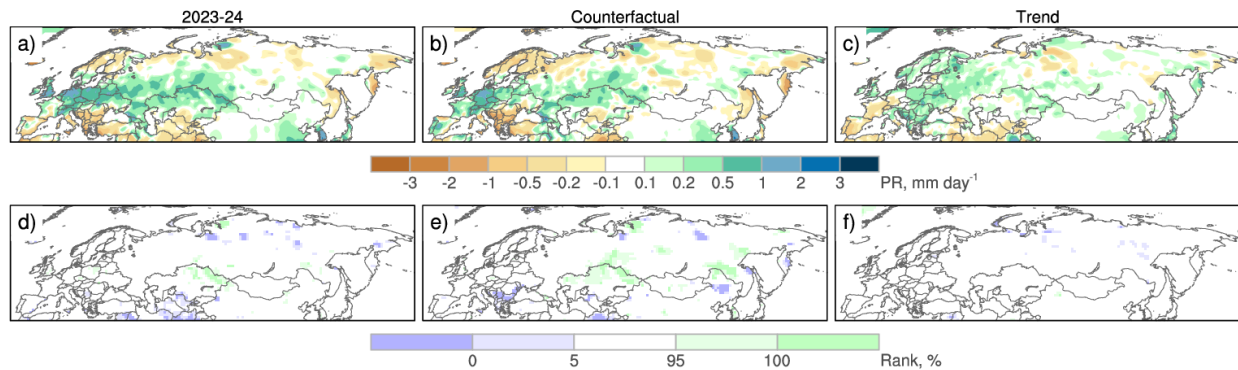 2023-24 Counterfactual Trend
a) b) c)
-3 -2 -1 -0.5 -0.2 -0.1 0.1 0.2 0.5 1 2 3 PR, mm day⁻¹
d) e) f)
0 5 95 100 Rank, %